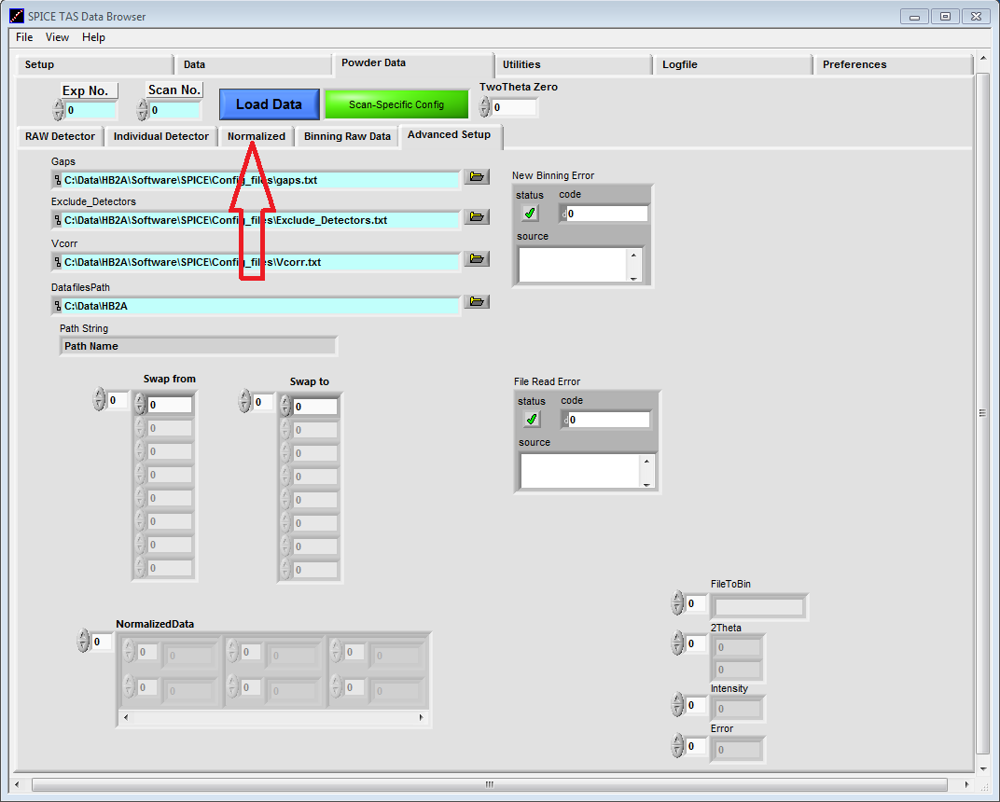 SPICE TAS Data Browser
File View Help
Setup Data Powder Data Utilities Logfile Preferences
Exp No. Scan No. Load Data Scan-Specific Config TwoTheta Zero
0 0 0
RAW Detector Individual Detector Normalized Binning Raw Data Advanced Setup
Gaps
C:\Data\HB2A\Software\SPICE\Config_files\gaps.txt
Exclude_Detectors
C:\Data\HB2A\Software\SPICE\Config_files\Exclude_Detectors.txt
Vcorr
C:\Data\HB2A\Software\SPICE\Config_files\Vcorr.txt
DatafilesPath
C:\Data\HB2A
Path String
Path Name
New Binning Error
status code
0
source
Swap from Swap to
0 0 0 0
0 0
0 0
0 0
0 0
0 0
0 0
0 0
File Read Error
status code
0
source
NormalizedData
0 0 0 0 0 0 0
0 0 0 0 0 0
FileToBin
0
2Theta
0 0
0
Intensity
0 0
Error
0 0